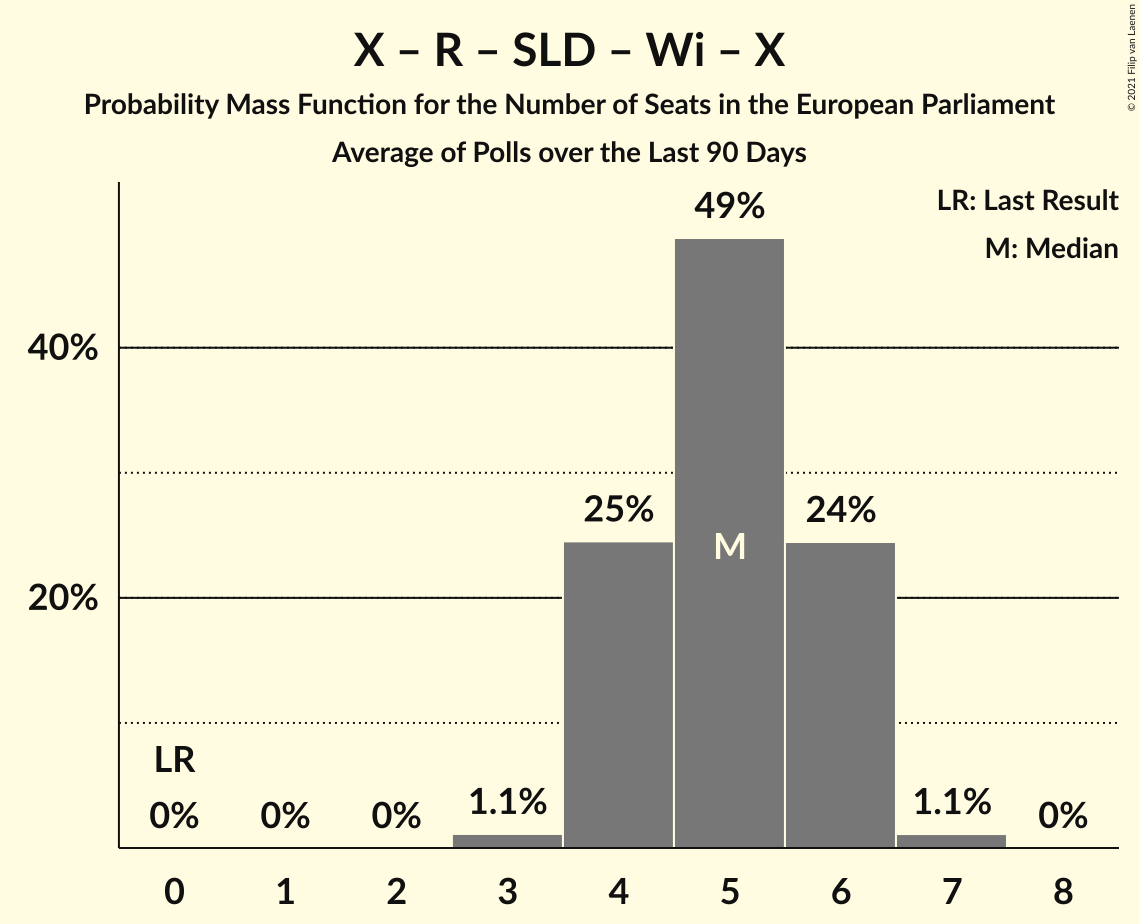 X – R – SLD – Wi – X
Probability Mass Function for the Number of Seats in the European Parliament
Average of Polls over the Last 90 Days
© 2021 Filip van Laenen
LR: Last Result
M: Median
49%
40%
25%
24%
M
20%
LR
0%
0%
0%
1.1%
1.1%
0%
0 1 2 3 4 5 6 7 8